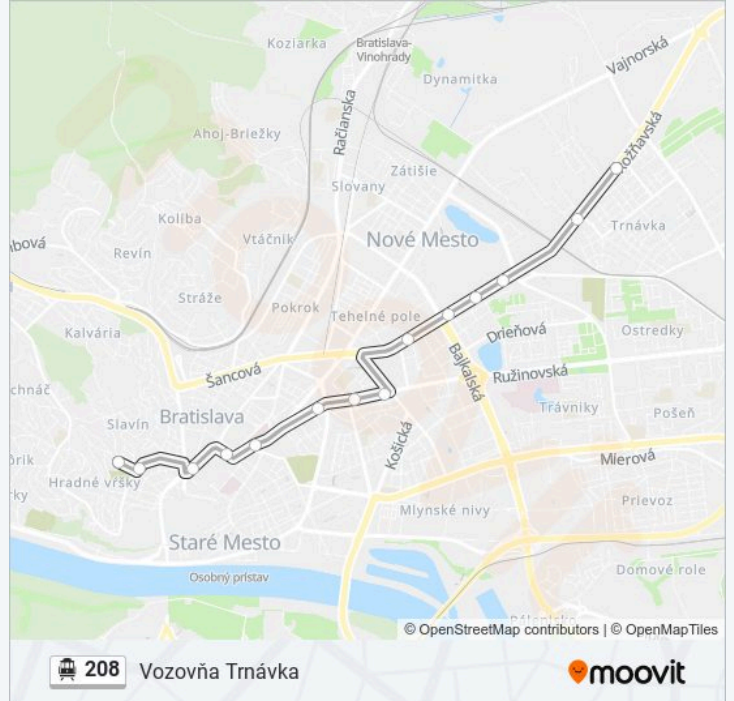 Koziarka
Bratislava-
Vinohrady
Vajnorská
Dynamitka
Račianska
Ahoj-Briežky
Rožňavská
Zátišie
Slovany
Koliba
Trnávka
Vtáčnik
Nové Mesto
Revín
Stráže
Pokrok
Tehelné pole
Kalvária
Drieňová
Ostredky
Šancová
Bajkalská
Ružinovská
Slavín
Bratislava
Trávniky
Pošeň
Košická
Mierová
Hradné vŕšky
Prievoz
Mlynské nivy
Staré Mesto
Domové role
Osobný prístav
© OpenStreetMap contributors | © OpenMapTiles
208 Vozovňa Trnávka
moovit